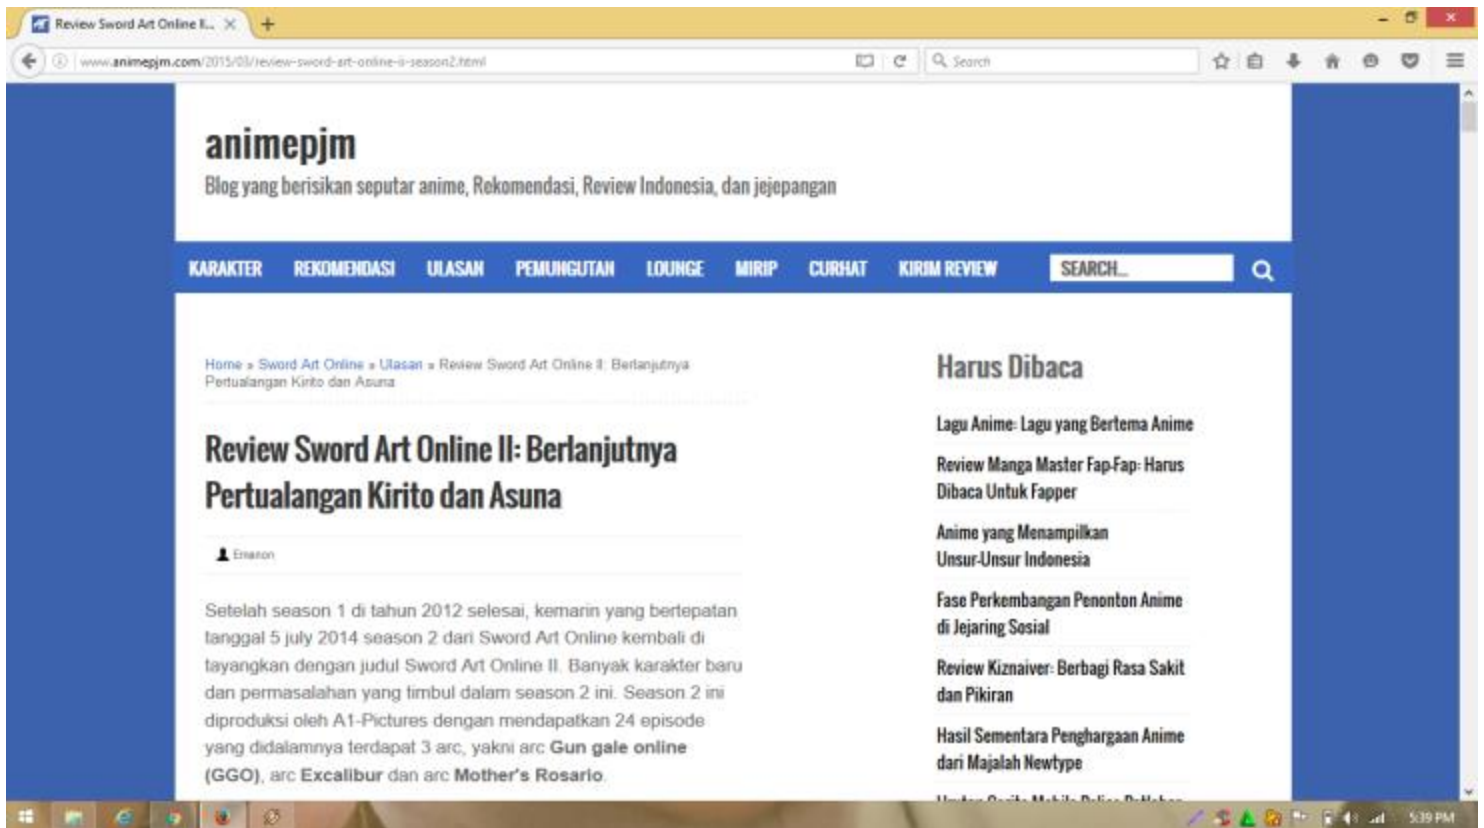 Review Sword Art Online II...
www.animepjm.com/2015/03/review-sword-art-online-ii-season2.html
Search
animepjm
Blog yang berisikan seputar anime, Rekomendasi, Review Indonesia, dan jejepangan
KARAKTER REKOMENDASI ULASAN PEMUNGUTAN LOUNGE MIRIP CURHAT KIRIM REVIEW SEARCH...
Home » Sword Art Online » Ulasan » Review Sword Art Online II: Berlanjutnya
Pertualangan Kirito dan Asuna
Review Sword Art Online II: Berlanjutnya
Pertualangan Kirito dan Asuna
Emanon
Setelah season 1 di tahun 2012 selesai, kemarin yang bertepatan
tanggal 5 july 2014 season 2 dari Sword Art Online kembali di
tayangkan dengan judul Sword Art Online II. Banyak karakter baru
dan permasalahan yang timbul dalam season 2 ini. Season 2 ini
diproduksi oleh A1-Pictures dengan mendapatkan 24 episode
yang didalamnya terdapat 3 arc, yakni arc Gun gale online
(GGO), arc Excalibur dan arc Mother's Rosario.
Harus Dibaca
Lagu Anime: Lagu yang Bertema Anime
Review Manga Master Fap-Fap: Harus
Dibaca Untuk Fapper
Anime yang Menampilkan
Unsur-Unsur Indonesia
Fase Perkembangan Penonton Anime
di Jejaring Sosial
Review Kiznaiver: Berbagi Rasa Sakit
dan Pikiran
Hasil Sementara Penghargaan Anime
dari Majalah Newtype
5:39 PM